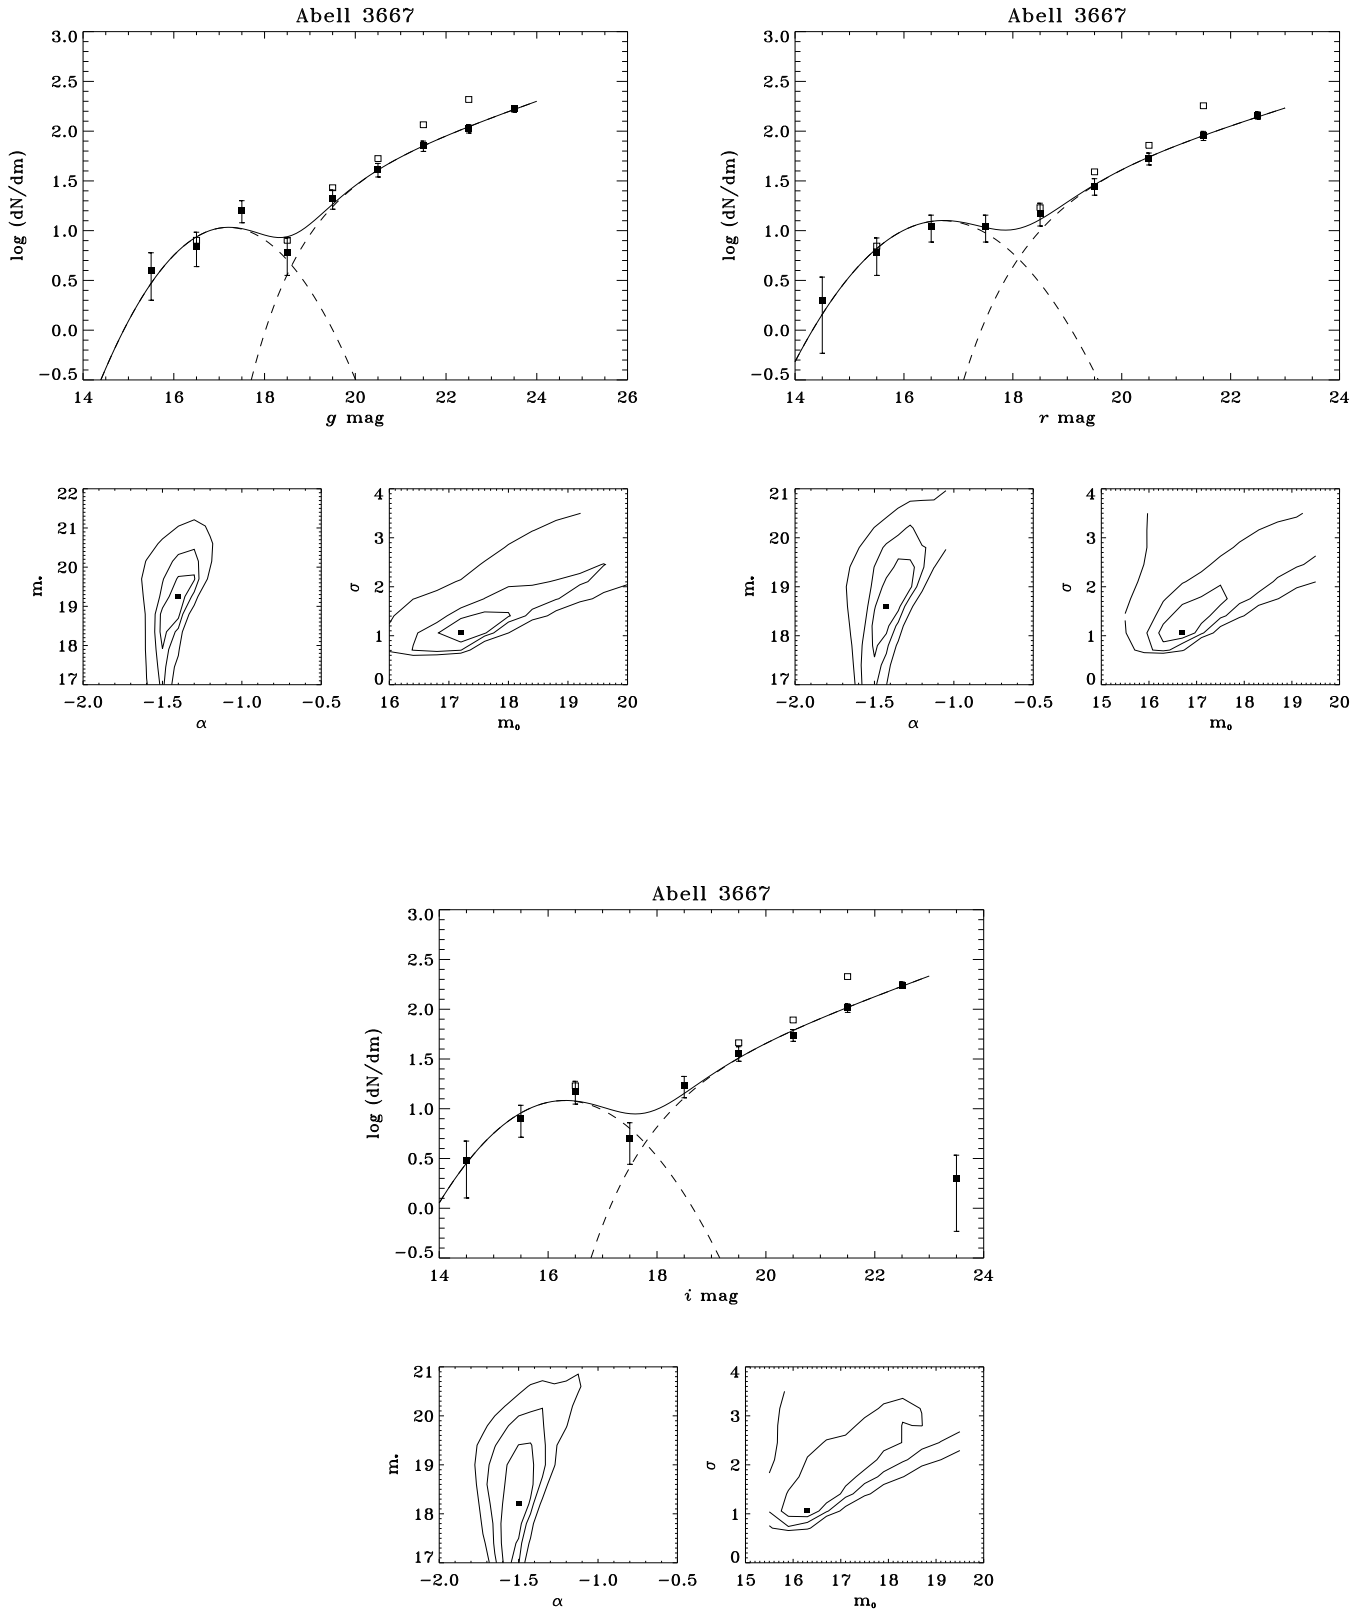 Abell 3667
Abell 3667
3.0
2.5
2.0
1.5
1.0
0.5
0.0
−0.5
log (dN/dm)
14 16 18 20 22 24 26
g mag
3.0
2.5
2.0
1.5
1.0
0.5
0.0
−0.5
log (dN/dm)
14 16 18 20 22 24
r mag
22
21
20
19
18
17
m*
−2.0 −1.5 −1.0 −0.5
α
4
3
2
1
0
σ
16 17 18 19 20
m₀
21
20
19
18
17
m*
−2.0 −1.5 −1.0 −0.5
α
4
3
2
1
0
σ
15 16 17 18 19 20
m₀
Abell 3667
3.0
2.5
2.0
1.5
1.0
0.5
0.0
−0.5
log (dN/dm)
14 16 18 20 22 24
i mag
21
20
19
18
17
m*
−2.0 −1.5 −1.0 −0.5
α
4
3
2
1
0
σ
15 16 17 18 19 20
m₀